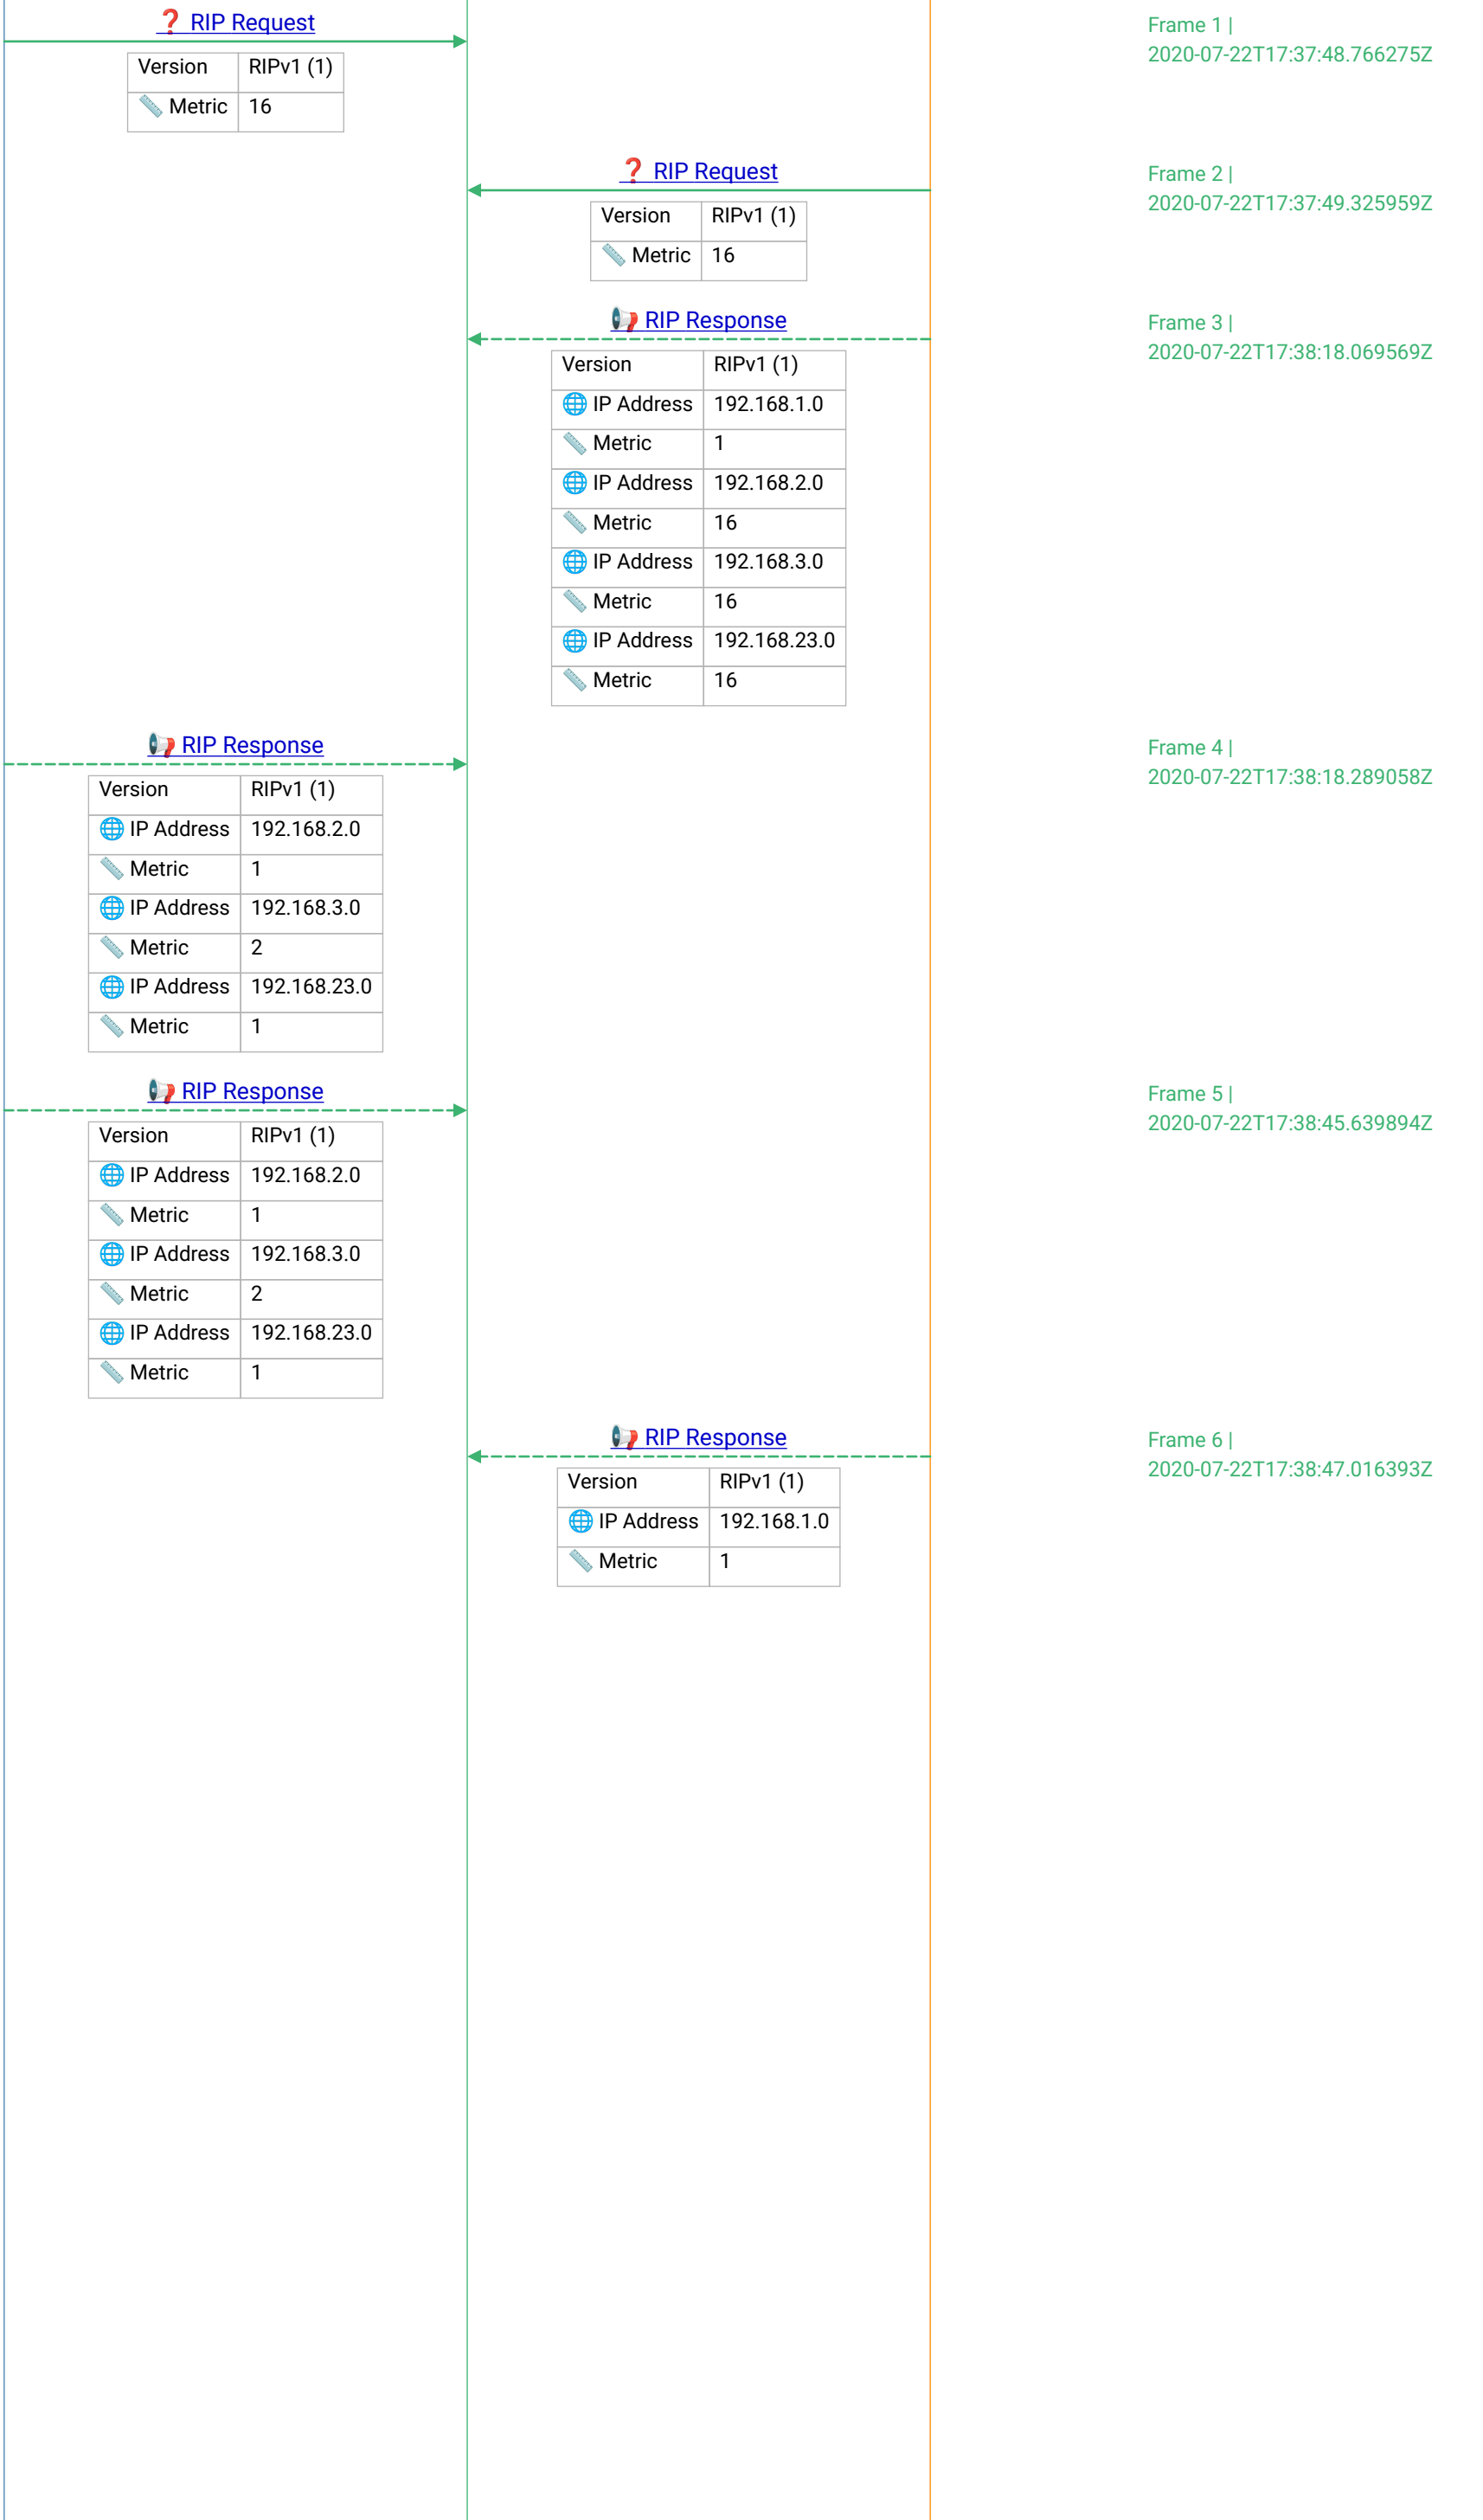 ❓ RIP Request
Frame 1 |
2020-07-22T17:37:48.766275Z
Version RIPv1 (1)
📏 Metric 16
❓ RIP Request
Frame 2 |
2020-07-22T17:37:49.325959Z
Version RIPv1 (1)
📏 Metric 16
📢 RIP Response
Frame 3 |
2020-07-22T17:38:18.069569Z
Version RIPv1 (1)
🌐 IP Address 192.168.1.0
📏 Metric 1
🌐 IP Address 192.168.2.0
📏 Metric 16
🌐 IP Address 192.168.3.0
📏 Metric 16
🌐 IP Address 192.168.23.0
📏 Metric 16
📢 RIP Response
Frame 4 |
2020-07-22T17:38:18.289058Z
Version RIPv1 (1)
🌐 IP Address 192.168.2.0
📏 Metric 1
🌐 IP Address 192.168.3.0
📏 Metric 2
🌐 IP Address 192.168.23.0
📏 Metric 1
📢 RIP Response
Frame 5 |
2020-07-22T17:38:45.639894Z
Version RIPv1 (1)
🌐 IP Address 192.168.2.0
📏 Metric 1
🌐 IP Address 192.168.3.0
📏 Metric 2
🌐 IP Address 192.168.23.0
📏 Metric 1
📢 RIP Response
Frame 6 |
2020-07-22T17:38:47.016393Z
Version RIPv1 (1)
🌐 IP Address 192.168.1.0
📏 Metric 1